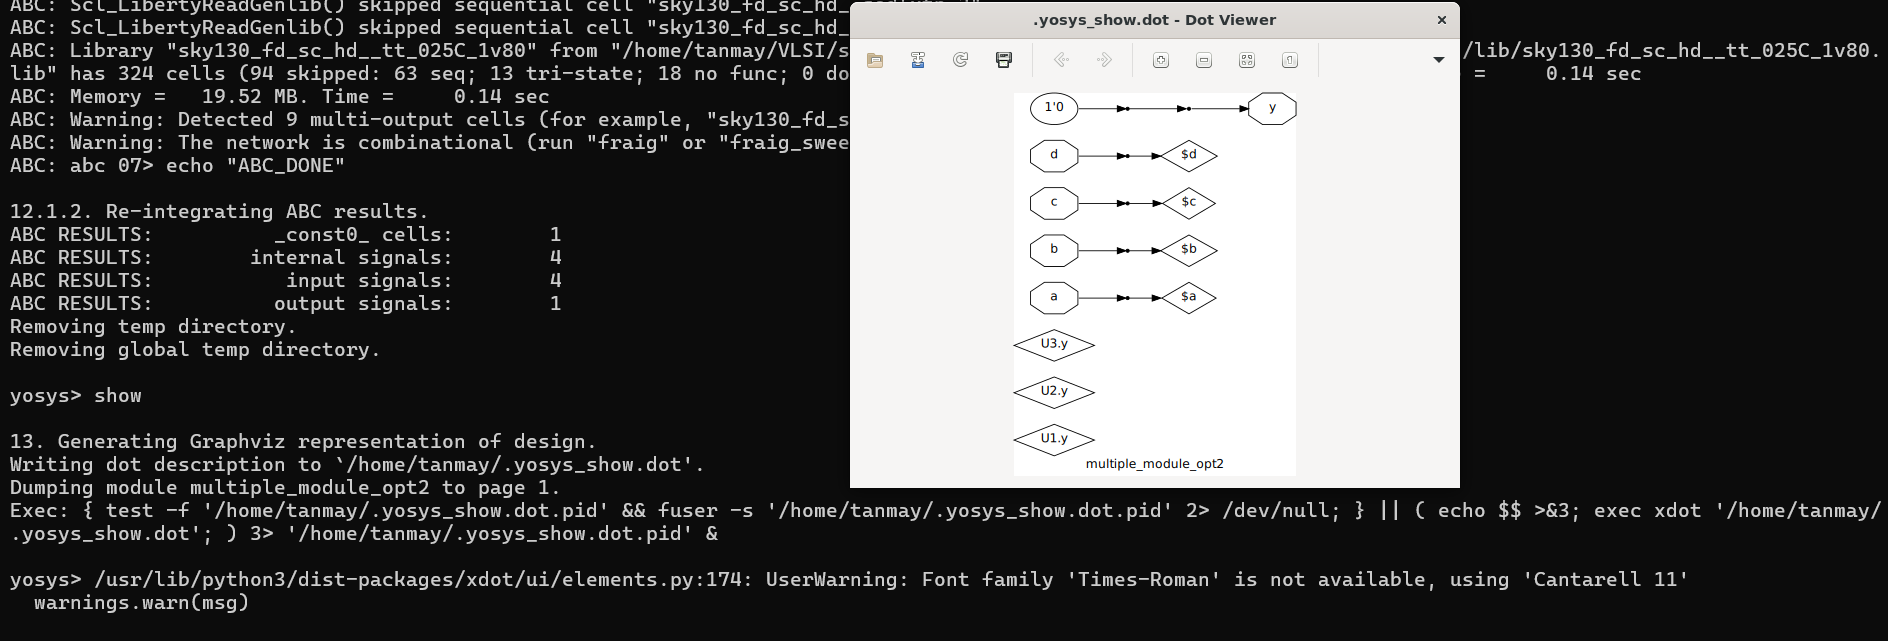 ABC: Scl_LibertyReadGenlib() skipped sequential cell "sky130_fd_sc_hd_
ABC: Scl_LibertyReadGenlib() skipped sequential cell "sky130_fd_sc_hd_
ABC: Library "sky130_fd_sc_hd__tt_025C_1v80" from "/home/tanmay/VLSI/s /lib/sky130_fd_sc_hd__tt_025C_1v80.
lib" has 324 cells (94 skipped: 63 seq; 13 tri-state; 18 no func; 0 do = 0.14 sec
ABC: Memory = 19.52 MB. Time = 0.14 sec
ABC: Warning: Detected 9 multi-output cells (for example, "sky130_fd_s
ABC: Warning: The network is combinational (run "fraig" or "fraig_swee
ABC: abc 07> echo "ABC_DONE"
12.1.2. Re-integrating ABC results.
ABC RESULTS: _const0_ cells: 1
ABC RESULTS: internal signals: 4
ABC RESULTS: input signals: 4
ABC RESULTS: output signals: 1
Removing temp directory.
Removing global temp directory.
yosys> show
13. Generating Graphviz representation of design.
Writing dot description to `/home/tanmay/.yosys_show.dot'.
Dumping module multiple_module_opt2 to page 1.
Exec: { test -f '/home/tanmay/.yosys_show.dot.pid' && fuser -s '/home/tanmay/.yosys_show.dot.pid' 2> /dev/null; } || ( echo $$ >&3; exec xdot '/home/tanmay/
.yosys_show.dot'; ) 3> '/home/tanmay/.yosys_show.dot.pid' &
yosys> /usr/lib/python3/dist-packages/xdot/ui/elements.py:174: UserWarning: Font family 'Times-Roman' is not available, using 'Cantarell 11'
warnings.warn(msg)
.yosys_show.dot - Dot Viewer
1'0 y
d $d
c $c
b $b
a $a
U3.y
U2.y
U1.y
multiple_module_opt2